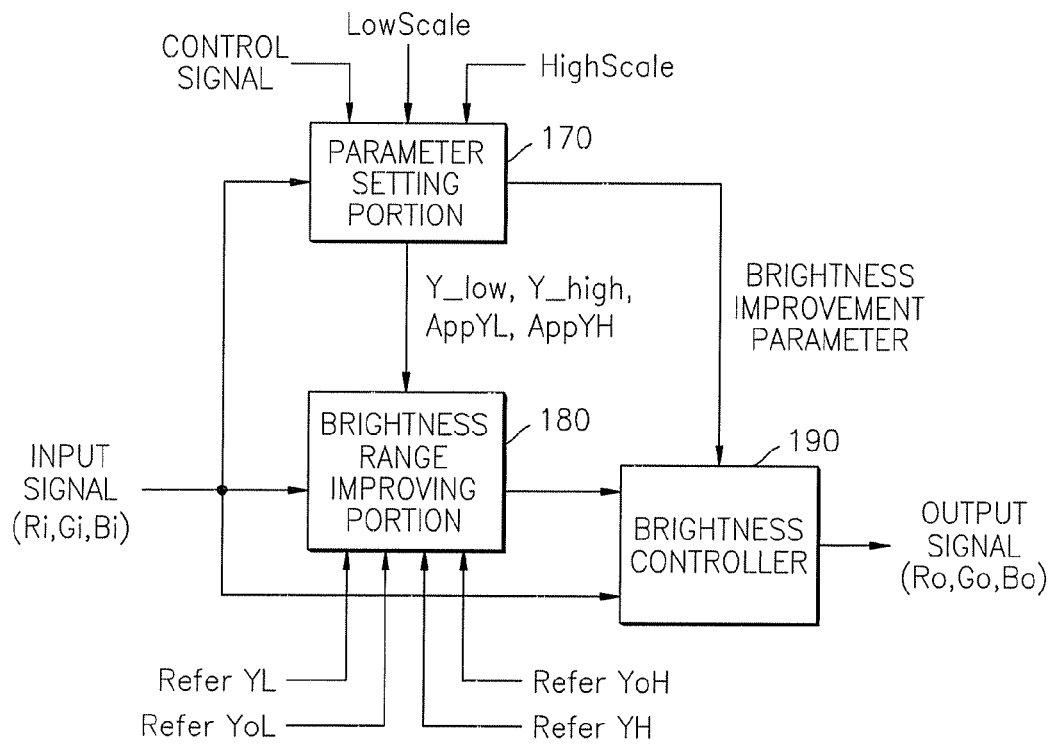 LowScale
CONTROL
SIGNAL
HighScale
170
PARAMETER
SETTING
PORTION
Y_low, Y_high,
AppYL, AppYH
BRIGHTNESS
IMPROVEMENT
PARAMETER
180
BRIGHTNESS
RANGE
IMPROVING
PORTION
190
INPUT
SIGNAL
(Ri,Gi,Bi)
BRIGHTNESS
CONTROLLER
OUTPUT
SIGNAL
(Ro,Go,Bo)
Refer YL
Refer YoH
Refer YoL
Refer YH